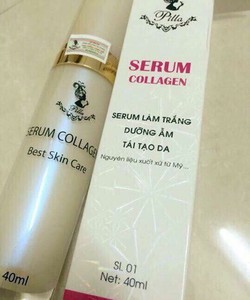 Pilla
SERUM
COLLAGEN
SERUM LÀM TRẮNG
DƯỠNG ẨM
TÁI TẠO DA
Nguyên liệu xuất xứ từ Mỹ...
SL 01
Net: 40ml
SERUM COLLAGEN
Best Skin Care
40ml